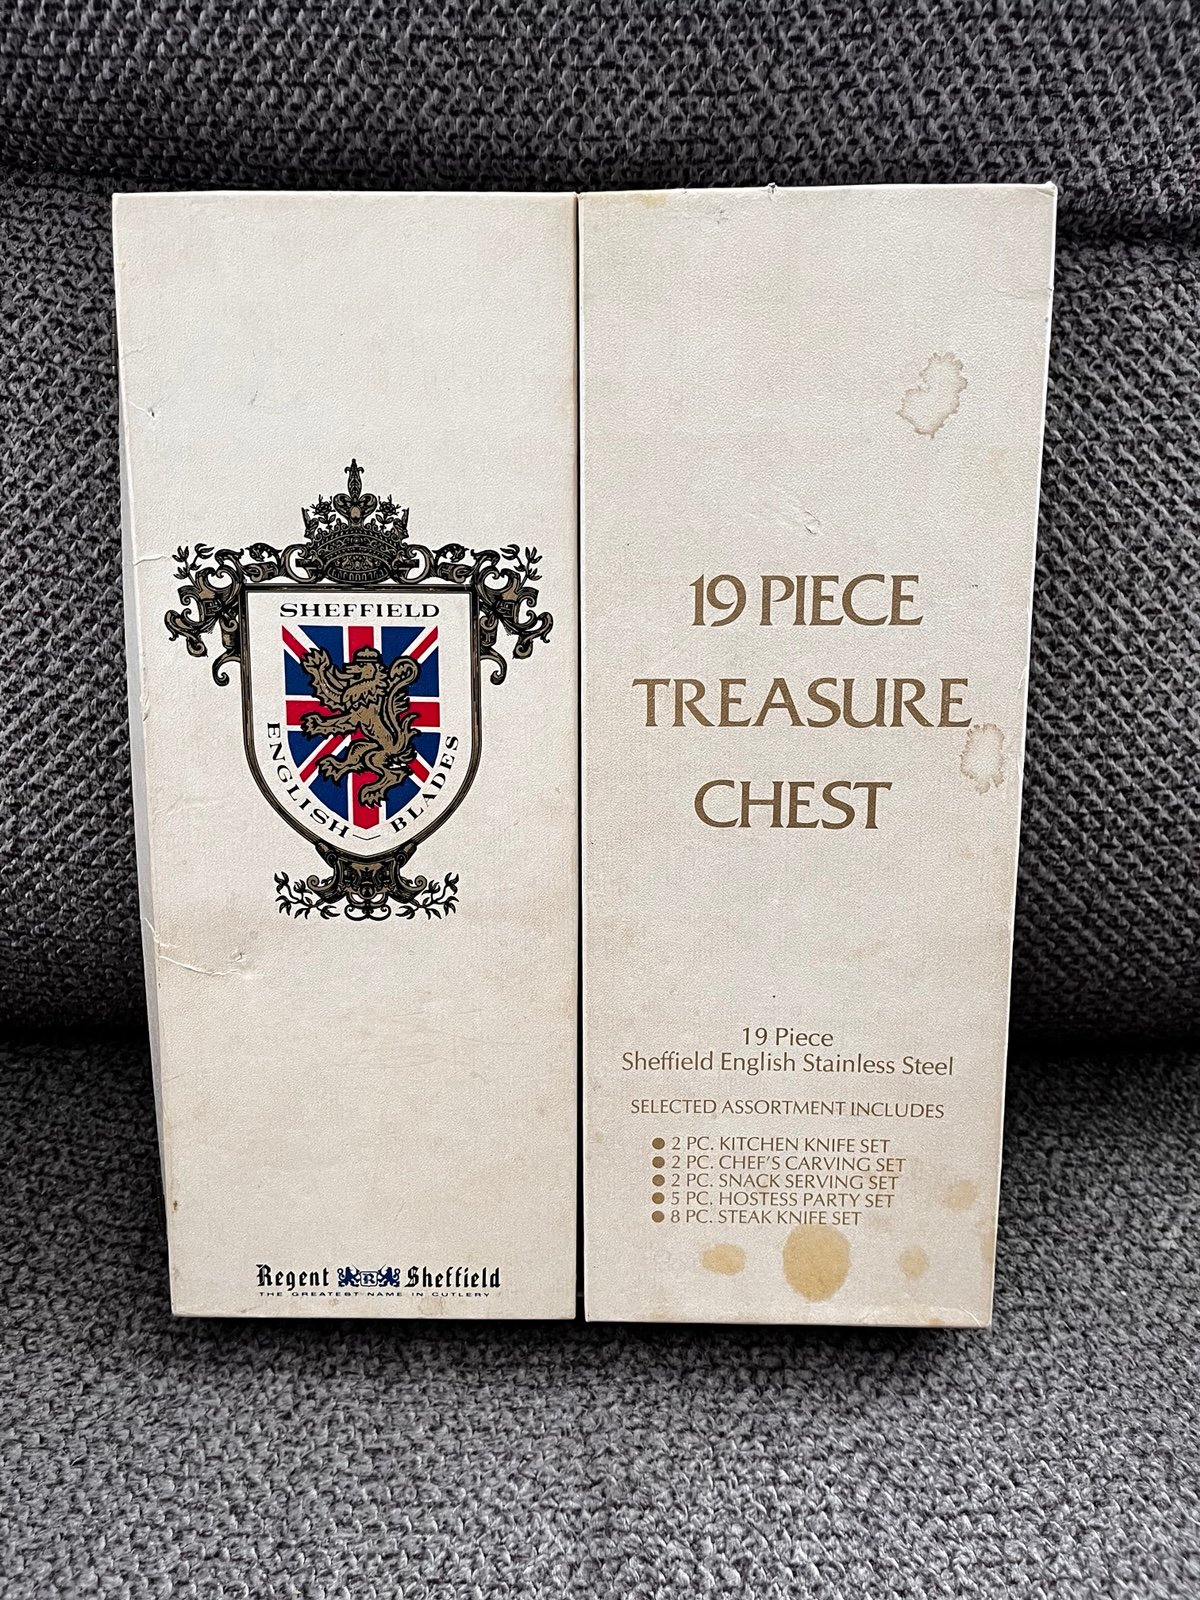 SHEFFIELD
ENGLISH BLADES
Regent R Sheffield
THE GREATEST NAME IN CUTLERY
19 PIECE
TREASURE
CHEST
19 Piece
Sheffield English Stainless Steel
SELECTED ASSORTMENT INCLUDES
● 2 PC. KITCHEN KNIFE SET
● 2 PC. CHEF'S CARVING SET
● 2 PC. SNACK SERVING SET
● 5 PC. HOSTESS PARTY SET
● 8 PC. STEAK KNIFE SET